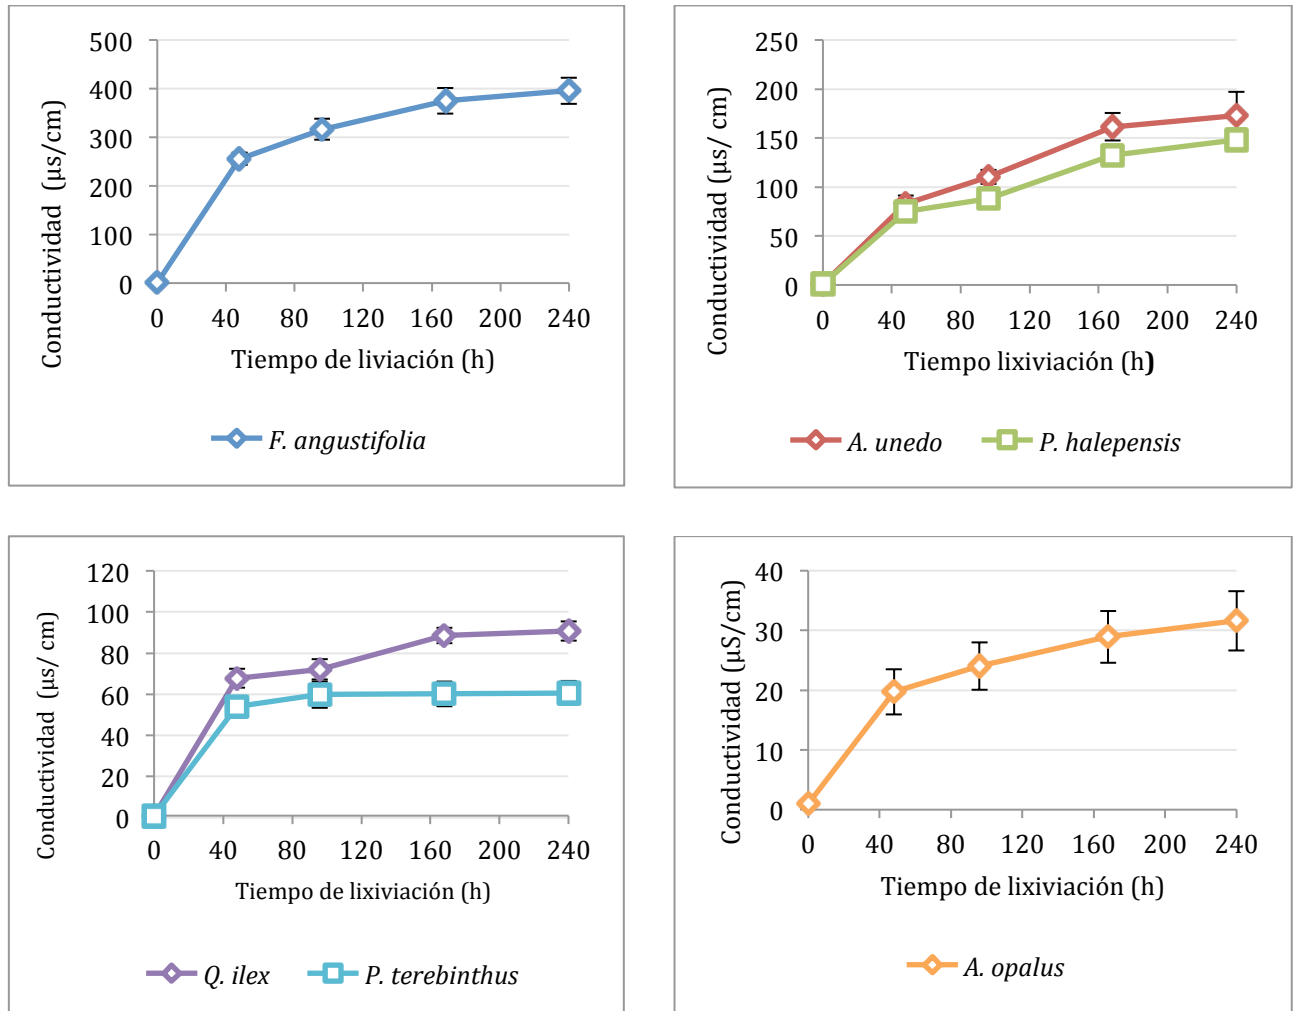 Conductividad (µs/ cm)
500
400
300
200
100
0
0 40 80 120 160 200 240
Tiempo de liviación (h)
F. angustifolia
Conductividad (µs/ cm)
250
200
150
100
50
0
0 40 80 120 160 200 240
Tiempo lixiviación (h)
A. unedo P. halepensis
Conductividad (µs/ cm)
120
100
80
60
40
20
0
0 40 80 120 160 200 240
Tiempo de lixiviación (h)
Q. ilex P. terebinthus
Conductividad (µS/cm)
40
30
20
10
0
0 40 80 120 160 200 240
Tiempo de lixiviación (h)
A. opalus